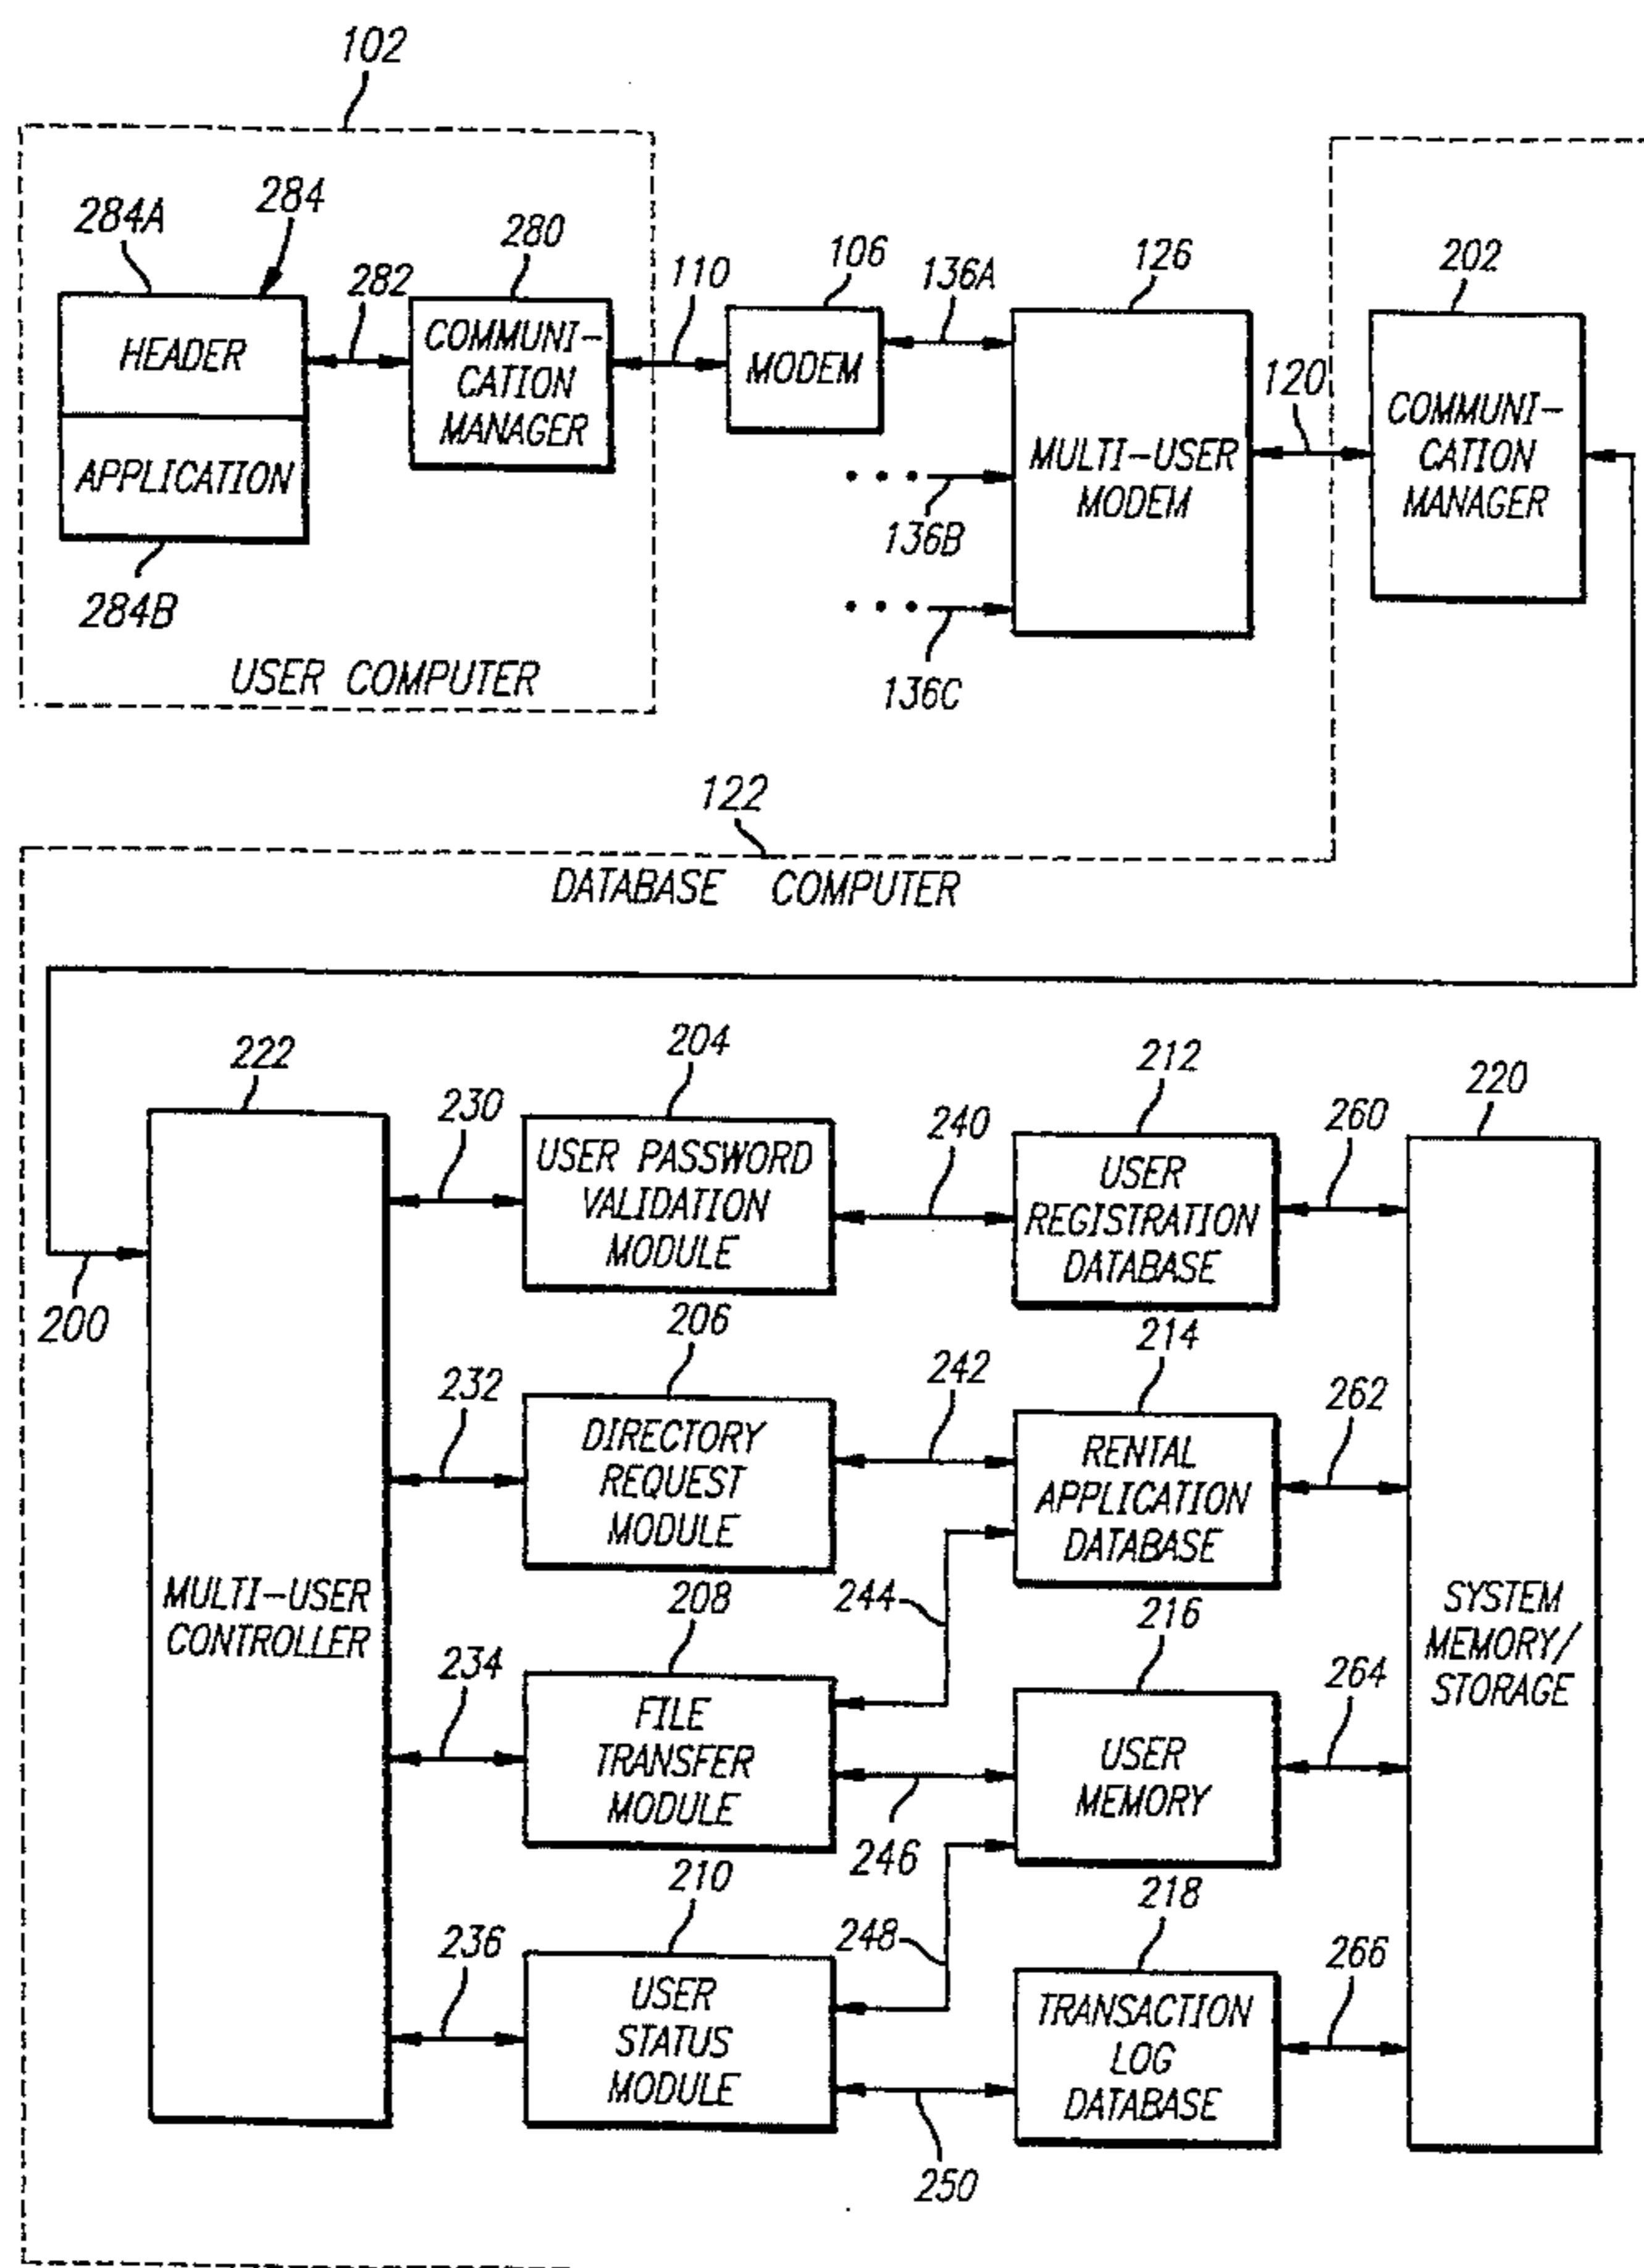 102
284A
284
280
106
126
202
282
110
136A
HEADER
COMMUNI-
CATION
MANAGER
MODEM
120
APPLICATION
MULTI-USER
MODEM
COMMUNI-
CATION
MANAGER
136B
284B
136C
USER COMPUTER
122
DATABASE COMPUTER
222
204
212
220
230
240
260
USER PASSWORD
VALIDATION
MODULE
USER
REGISTRATION
DATABASE
200
206
214
232
242
262
DIRECTORY
REQUEST
MODULE
RENTAL
APPLICATION
DATABASE
MULTI-USER
CONTROLLER
208
244
216
SYSTEM
MEMORY/
STORAGE
234
264
FILE
TRANSFER
MODULE
USER
MEMORY
246
210
218
236
248
266
USER
STATUS
MODULE
TRANSACTION
LOG
DATABASE
250